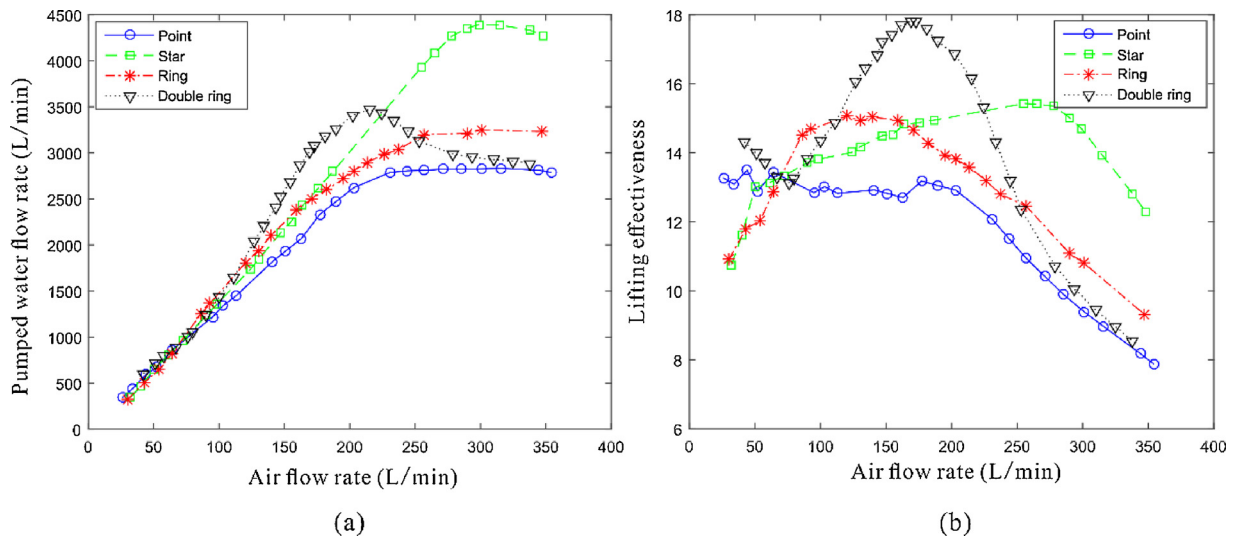 4500
4000
3500
3000
2500
2000
1500
1000
500
0
0 50 100 150 200 250 300 350 400
Pumped water flow rate (L/min)
Air flow rate (L/min)
Point
Star
Ring
Double ring
(a)
18
16
14
12
10
8
6
0 50 100 150 200 250 300 350 400
Lifting effectiveness
Air flow rate (L/min)
Point
Star
Ring
Double ring
(b)